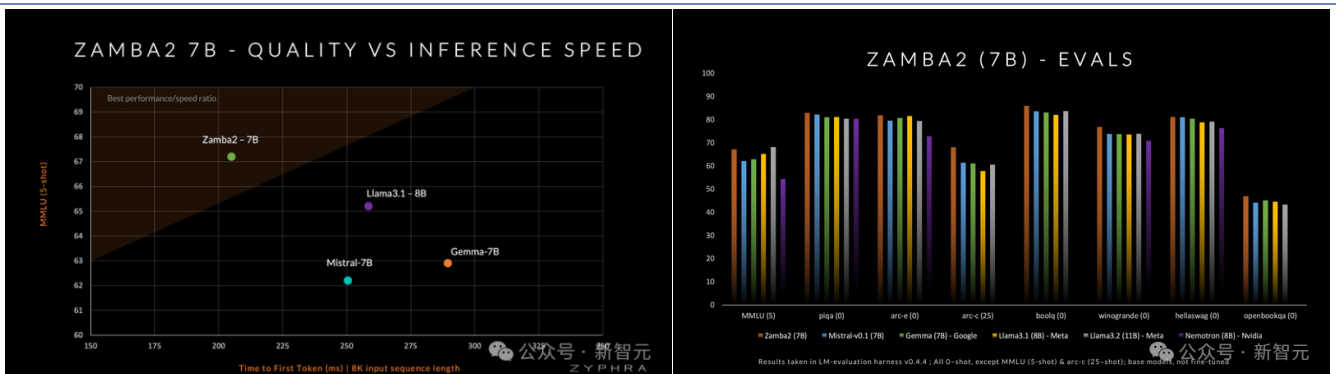 ZAMBA2 7B - QUALITY VS INFERENCE SPEED
70
Best performance/speed ratio
69
68
Zamba2 – 7B
67
66
Llama3.1 – 8B
65
64
Gemma-7B
63
Mistral-7B
62
61
60
MMLU (5-shot)
150 175 200 225 250 275 300 325 350
Time to First Token (ms) | 8K input sequence length
公众号 · 新智元
ZYPHRA
ZAMBA2 (7B) - EVALS
100
90
80
70
60
50
40
30
20
10
0
MMLU (5) piqa (0) arc-e (0) arc-c (25) boolq (0) winogrande (0) hellaswag (0) openbookqa (0)
Zamba2 (7B) Mistral-v0.1 (7B) Gemma (7B) - Google Llama3.1 (8B) - Meta Llama3.2 (11B) - Meta Nemotron (8B) - Nvidia
Results taken in LM-evaluation harness v0.4.4 ; All 0-shot, except MMLU (5-shot) & arc-c (25-shot); base models, not fine-tuned
公众号 · 新智元